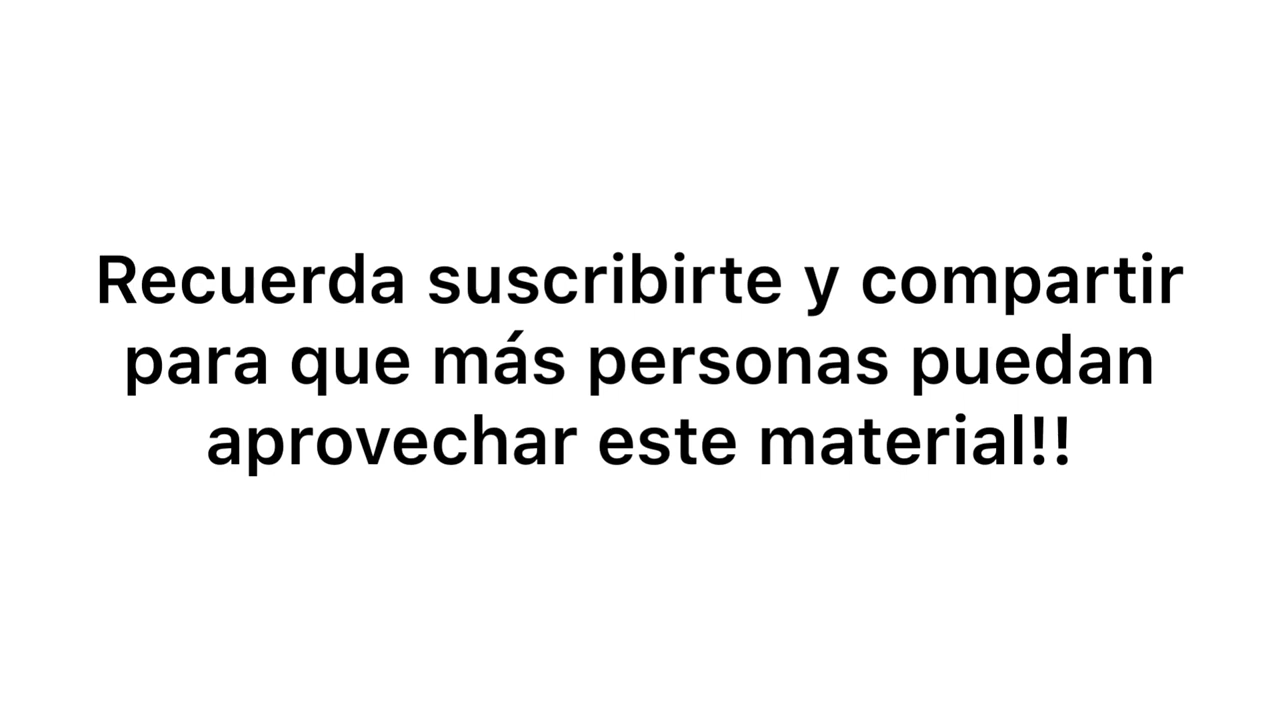 Recuerda suscribirte y compartir
para que más personas puedan
aprovechar este material!!